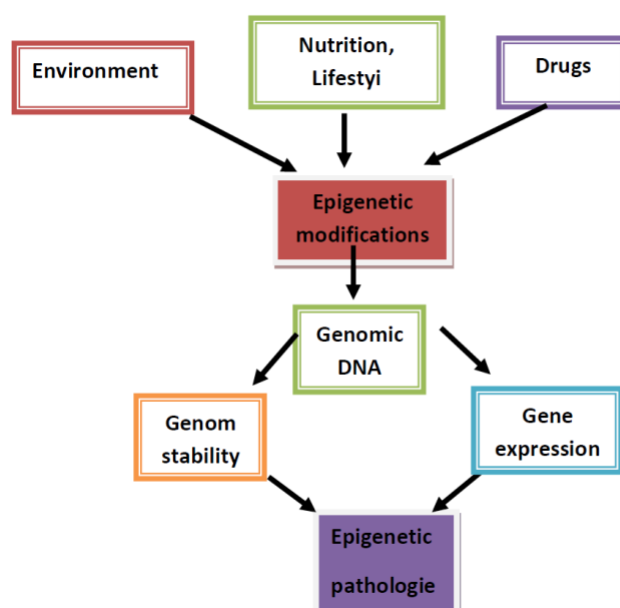 Environment
Nutrition,
Lifestyi
Drugs
Epigenetic
modifications
Genomic
DNA
Genom
stability
Gene
expression
Epigenetic
pathologie